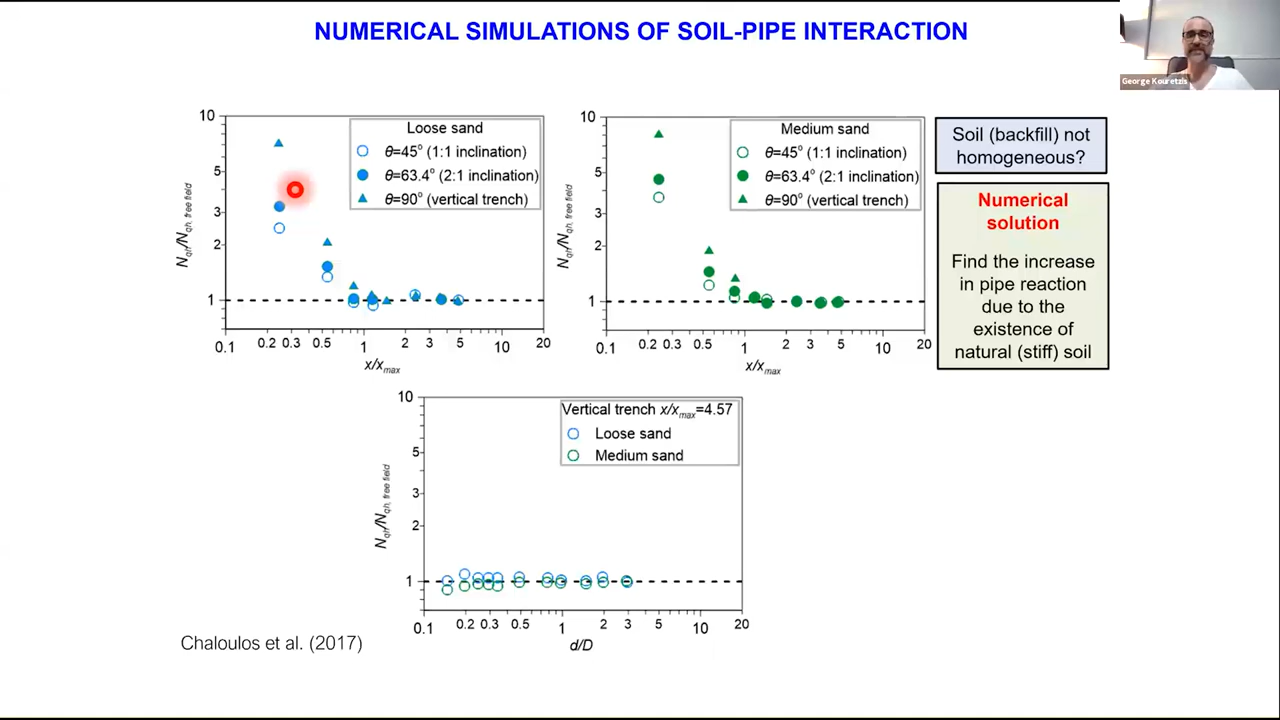 NUMERICAL SIMULATIONS OF SOIL-PIPE INTERACTION
George Kouretzis
10
5
3
2
1
Nqh/Nqh, free field
Loose sand
θ=45° (1:1 inclination)
θ=63.4° (2:1 inclination)
θ=90° (vertical trench)
0.1 0.2 0.3 0.5 1 2 3 5 10 20
x/xmax
10
5
3
2
1
Nqh/Nqh, free field
Medium sand
θ=45° (1:1 inclination)
θ=63.4° (2:1 inclination)
θ=90° (vertical trench)
0.1 0.2 0.3 0.5 1 2 3 5 10 20
x/xmax
Soil (backfill) not
homogeneous?
Numerical
solution
Find the increase
in pipe reaction
due to the
existence of
natural (stiff) soil
10
5
3
2
1
Nqh/Nqh, free field
Vertical trench x/xmax=4.57
Loose sand
Medium sand
0.1 0.2 0.3 0.5 1 2 3 5 10 20
d/D
Chaloulos et al. (2017)